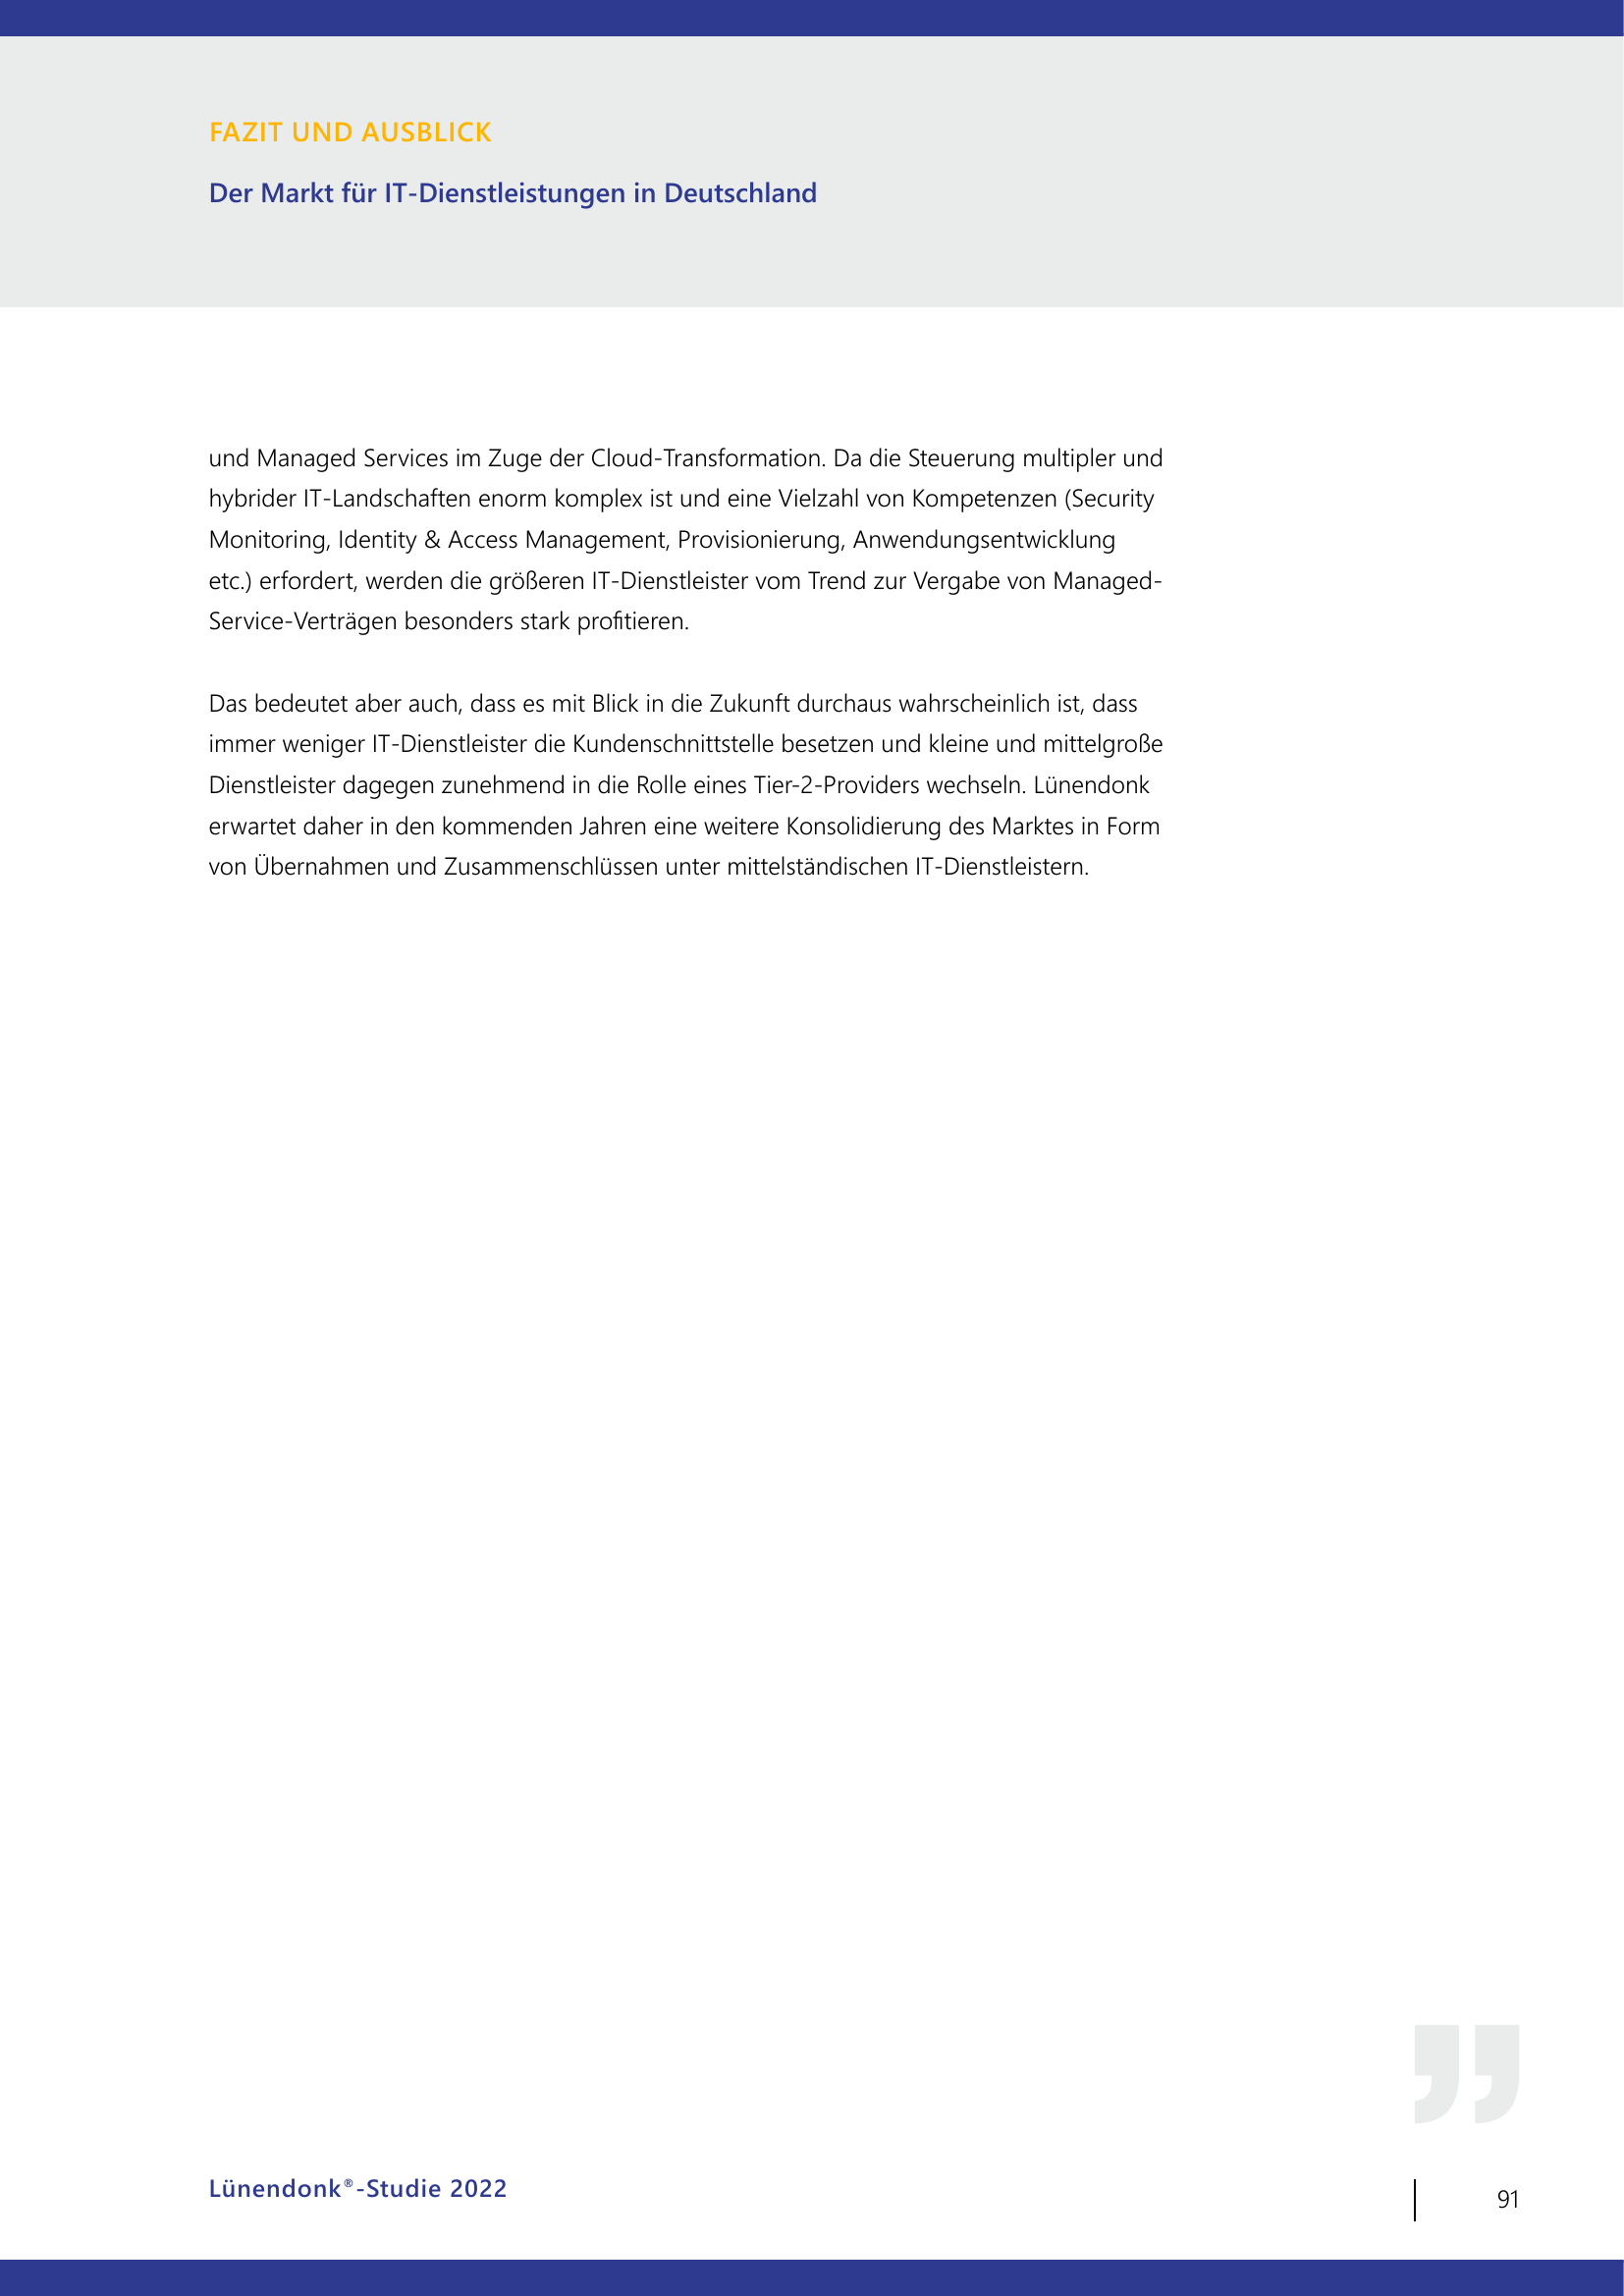 FAZIT UND AUSBLICK
Der Markt für IT-Dienstleistungen in Deutschland
und Managed Services im Zuge der Cloud-Transformation. Da die Steuerung multipler und
hybrider IT-Landschaften enorm komplex ist und eine Vielzahl von Kompetenzen (Security
Monitoring, Identity & Access Management, Provisionierung, Anwendungsentwicklung
etc.) erfordert, werden die größeren IT-Dienstleister vom Trend zur Vergabe von Managed-
Service-Verträgen besonders stark profitieren.
Das bedeutet aber auch, dass es mit Blick in die Zukunft durchaus wahrscheinlich ist, dass
immer weniger IT-Dienstleister die Kundenschnittstelle besetzen und kleine und mittelgroße
Dienstleister dagegen zunehmend in die Rolle eines Tier-2-Providers wechseln. Lünendonk
erwartet daher in den kommenden Jahren eine weitere Konsolidierung des Marktes in Form
von Übernahmen und Zusammenschlüssen unter mittelständischen IT-Dienstleistern.
Lünendonk®-Studie 2022
91